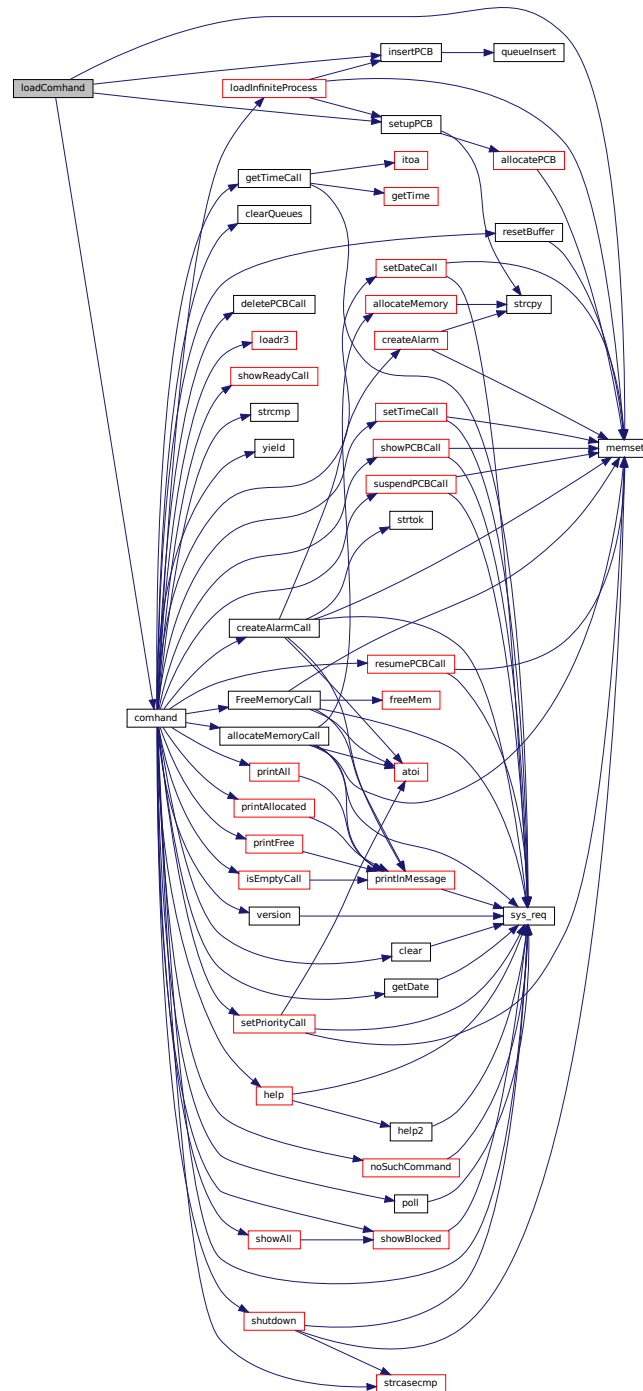 insertPCB
queueInsert
loadComhand
loadInfiniteProcess
setupPCB
itoa
allocatePCB
getTimeCall
getTime
clearQueues
resetBuffer
setDateCall
deletePCBCall
allocateMemory
strcpy
loadr3
createAlarm
showReadyCall
strcmp
setTimeCall
yield
showPCBCall
memset
suspendPCBCall
strtok
createAlarmCall
resumePCBCall
FreeMemoryCall
freeMem
comhand
allocateMemoryCall
printAll
atoi
printAllocated
printFree
isEmptyCall
printInMessage
version
sys_req
clear
getDate
setPriorityCall
help
help2
noSuchCommand
poll
showAll
showBlocked
shutdown
strcasecmp